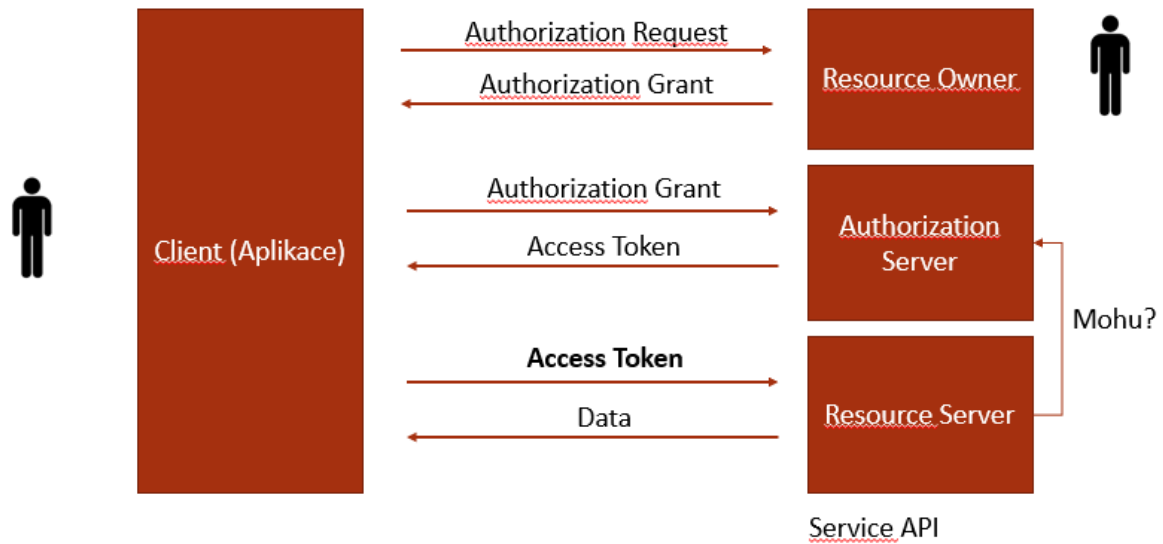 Authorization Request
Authorization Grant
Resource Owner
Authorization Grant
Access Token
Authorization
Server
Client (Aplikace)
Mohu?
Access Token
Data
Resource Server
Service API